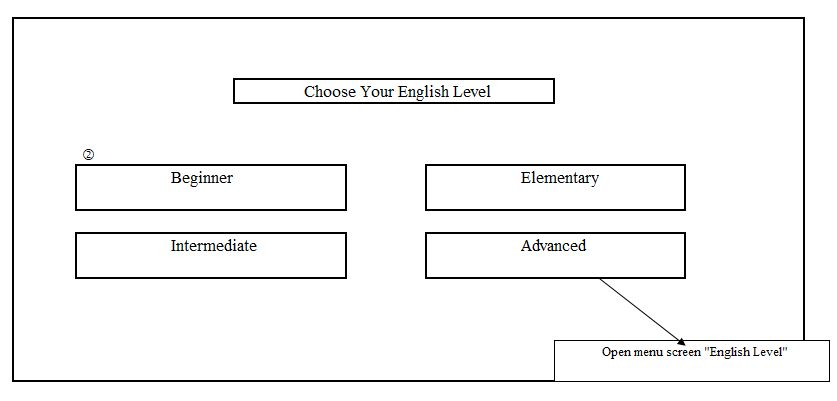 Choose Your English Level
②
Beginner
Elementary
Intermediate
Advanced
Open menu screen "English Level"